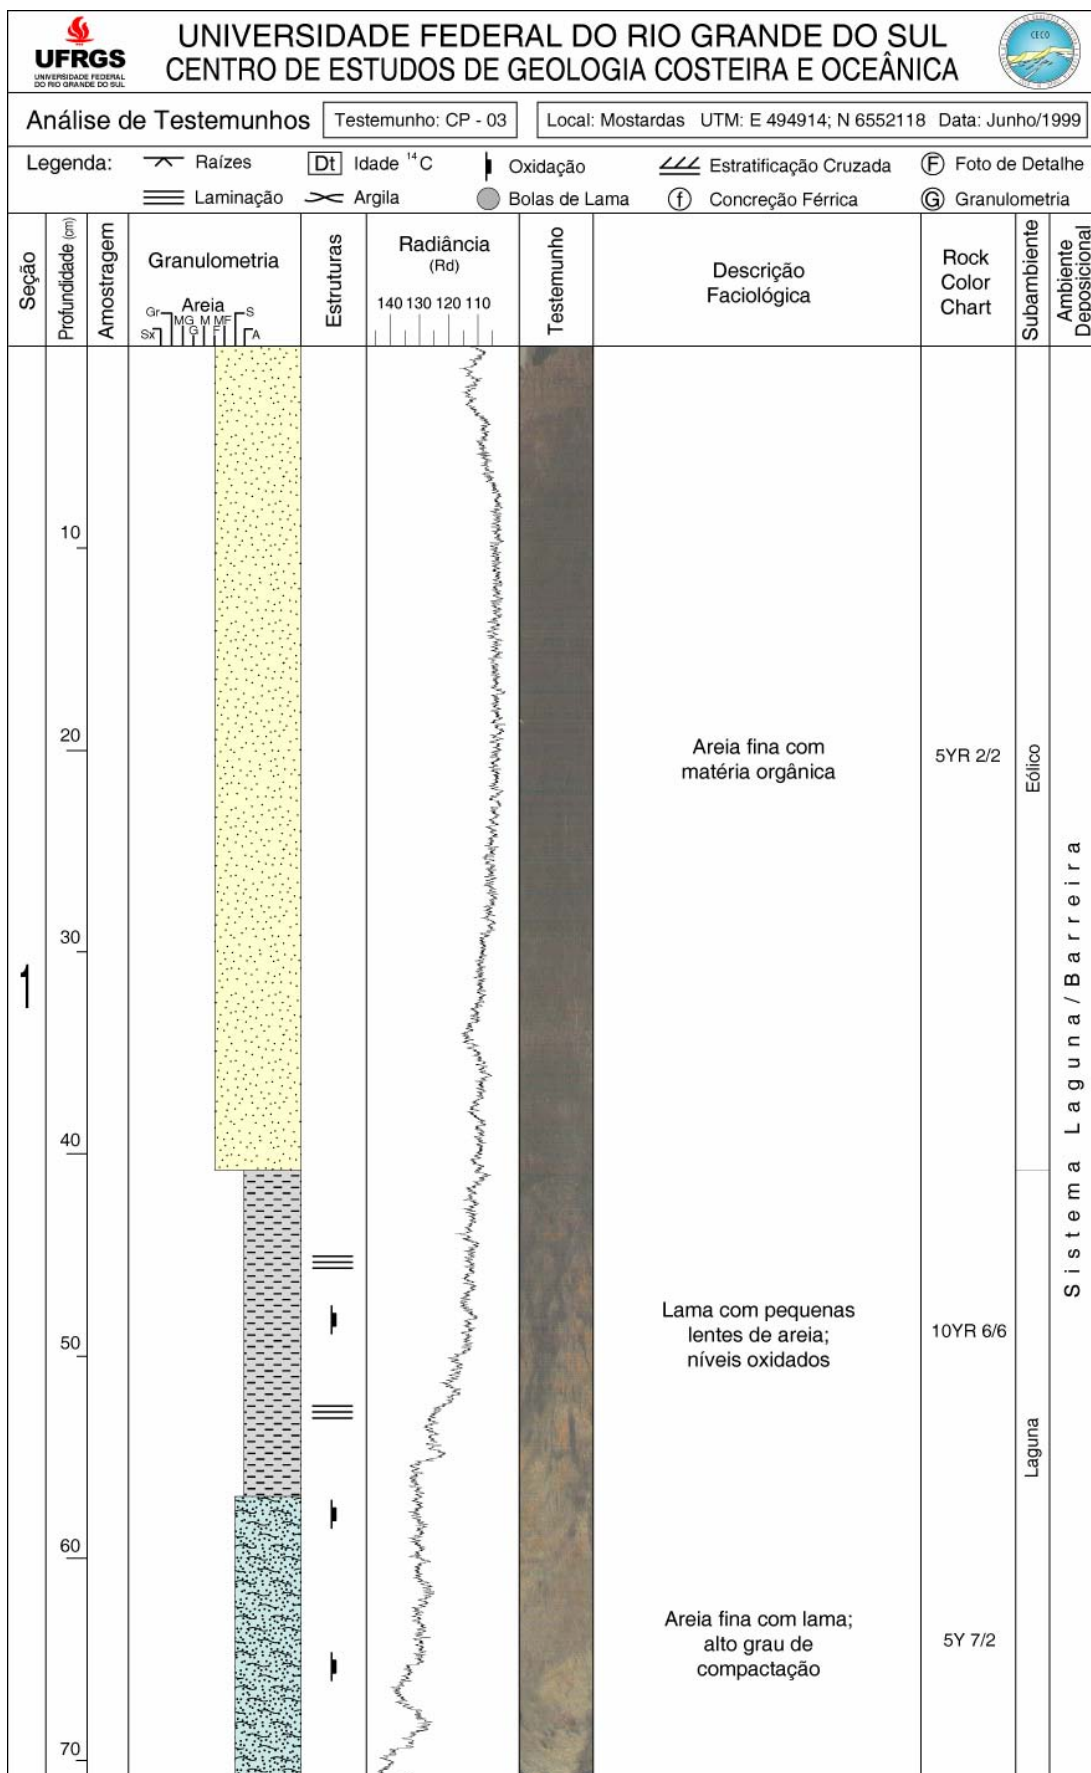 UFRGS
UNIVERSIDADE FEDERAL
DO RIO GRANDE DO SUL
UNIVERSIDADE FEDERAL DO RIO GRANDE DO SUL
CENTRO DE ESTUDOS DE GEOLOGIA COSTEIRA E OCEÂNICA
CECO
Análise de Testemunhos
Testemunho: CP - 03
Local: Mostardas UTM: E 494914; N 6552118 Data: Junho/1999
Legenda:
Raízes
Dt Idade 14C
Oxidação
Estratificação Cruzada
F Foto de Detalhe
Laminação
Argila
Bolas de Lama
f Concreção Férrica
G Granulometria
Seção
Profundidade (cm)
Amostragem
Granulometria
Areia
Gr MG M MF S
Sx G F A
Estruturas
Radiância
(Rd)
140 130 120 110
Testemunho
Descrição
Faciológica
Rock
Color
Chart
Subambiente
Ambiente
Deposicional
10
20
30
40
50
60
70
1
Areia fina com
matéria orgânica
5YR 2/2
Eólico
Lama com pequenas
lentes de areia;
níveis oxidados
10YR 6/6
Laguna
Areia fina com lama;
alto grau de
compactação
5Y 7/2
Sistema Laguna/Barreira